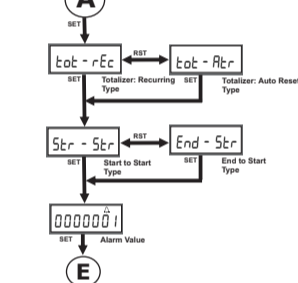 A
SET
tot - rEc
RST
tot - Atr
SET
Totalizer: Recurring
Type
SET
Totalizer: Auto Reset
Type
Str - Str
RST
End - Str
SET
Start to Start
Type
SET
End to Start
Type
0000001
SET
Alarm Value
E